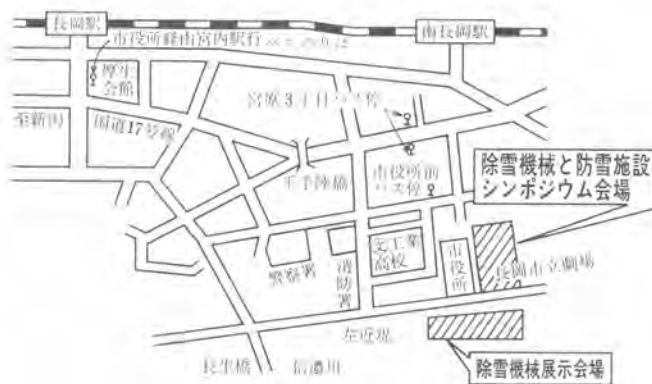 長岡駅
南長岡駅
市役所経由宮内駅行
厚生
会館
宮原3丁目バス停
至新潟
国道17号線
除雪機械と防雪施設
シンポジウム会場
市役所前
バス停
工業
高校
警察署
消防署
市役所
長岡市立劇場
左近堤
長生橋
信濃川
除雪機械展示会場